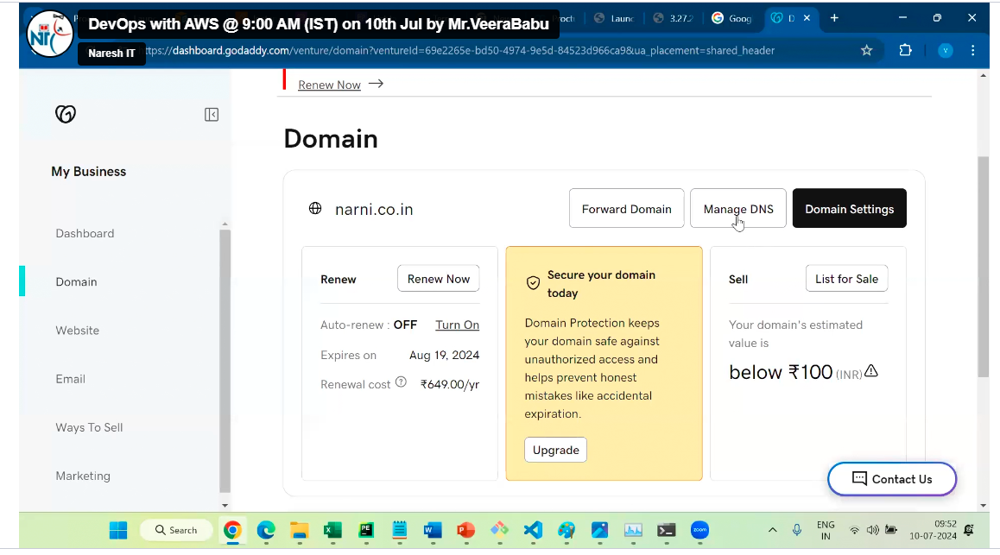 DevOps with AWS @ 9:00 AM (IST) on 10th Jul by Mr.VeeraBabu
Launc
3.27.2
Goog
D
NiT
Naresh IT
ttps://dashboard.godaddy.com/venture/domain?ventureId=69e2265e-bd50-4974-9e5d-84523d966ca9&ua_placement=shared_header
V
Renew Now
Domain
My Business
narni.co.in
Forward Domain
Manage DNS
Domain Settings
Dashboard
Domain
Website
Email
Ways To Sell
Marketing
Renew
Renew Now
Auto-renew : OFF Turn On
Expires on Aug 19, 2024
Renewal cost ₹649.00/yr
Secure your domain
today
Domain Protection keeps
your domain safe against
unauthorized access and
helps prevent honest
mistakes like accidental
expiration.
Upgrade
Sell
List for Sale
Your domain's estimated
value is
below ₹100 (INR)
Contact Us
Search
PE
zoom
ENG
IN
09:52
10-07-2024